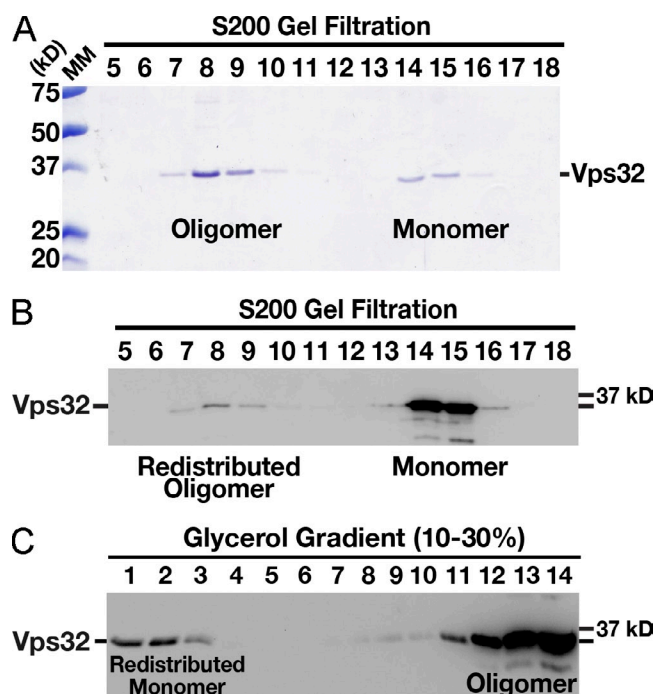 A
S200 Gel Filtration
(kD) MM 5 6 7 8 9 10 11 12 13 14 15 16 17 18
75
50
37
Vps32
25
20
Oligomer Monomer
B
S200 Gel Filtration
5 6 7 8 9 10 11 12 13 14 15 16 17 18
Vps32
37 kD
Redistributed Oligomer
Monomer
C
Glycerol Gradient (10-30%)
1 2 3 4 5 6 7 8 9 10 11 12 13 14
Vps32
37 kD
Redistributed Monomer
Oligomer